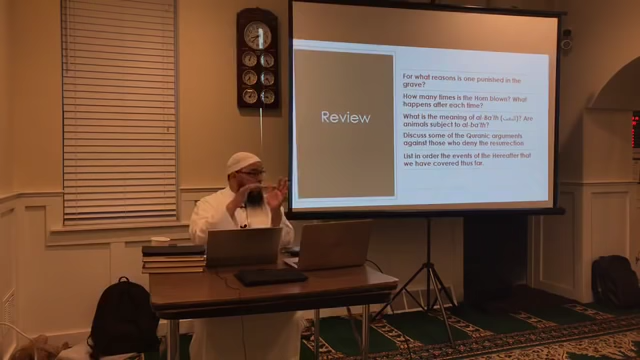 Review
For what reasons is one punished in the
grave?
How many times is the Horn blown? What
happens after each time?
What is the meaning of al-Ba'th (البعث)? Are
animals subject to al-ba'th?
Discuss some of the Quranic arguments
against those who deny the resurrection
List in order the events of the Hereafter that
we have covered thus far.